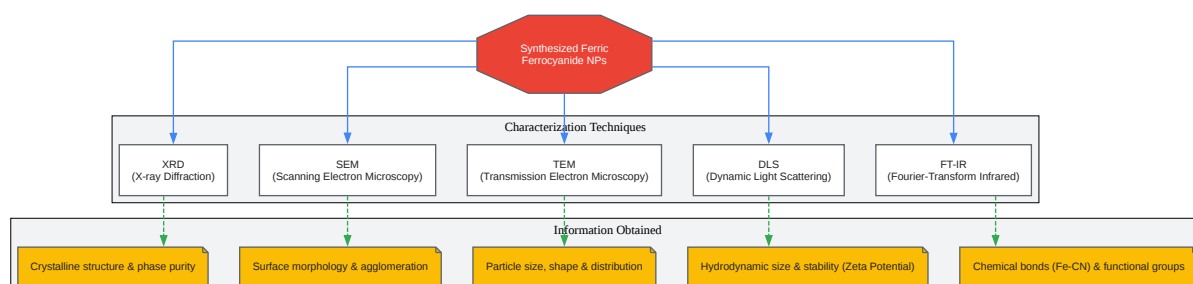 Synthesized Ferric
Ferrocyanide NPs
Characterization Techniques
XRD
(X-ray Diffraction)
SEM
(Scanning Electron Microscopy)
TEM
(Transmission Electron Microscopy)
DLS
(Dynamic Light Scattering)
FT-IR
(Fourier-Transform Infrared)
Information Obtained
Crystalline structure & phase purity
Surface morphology & agglomeration
Particle size, shape & distribution
Hydrodynamic size & stability (Zeta Potential)
Chemical bonds (Fe-CN) & functional groups